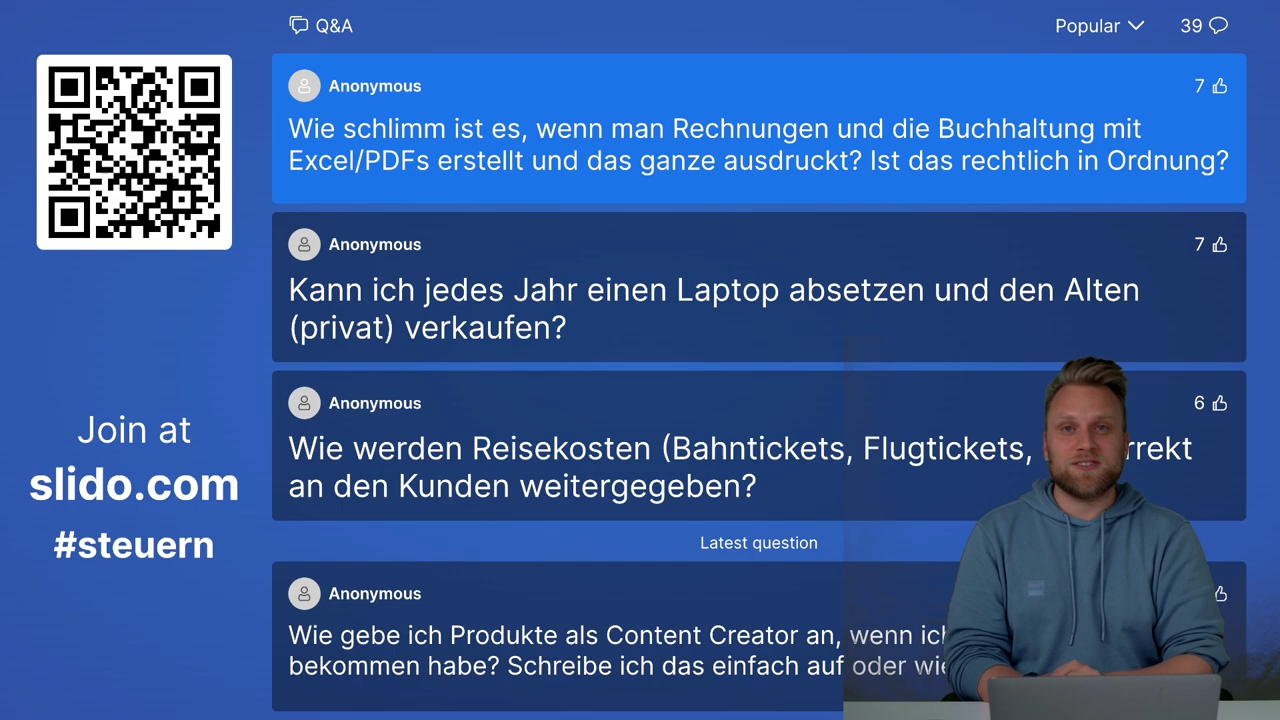 Q&A
Popular
39
Anonymous
7
Wie schlimm ist es, wenn man Rechnungen und die Buchhaltung mit
Excel/PDFs erstellt und das ganze ausdruckt? Ist das rechtlich in Ordnung?
Anonymous
7
Kann ich jedes Jahr einen Laptop absetzen und den Alten
(privat) verkaufen?
Anonymous
6
Wie werden Reisekosten (Bahntickets, Flugtickets,
an den Kunden weitergegeben?
Latest question
Anonymous
Wie gebe ich Produkte als Content Creator an, wenn ich
bekommen habe? Schreibe ich das einfach auf oder wie
Join at
slido.com
#steuern